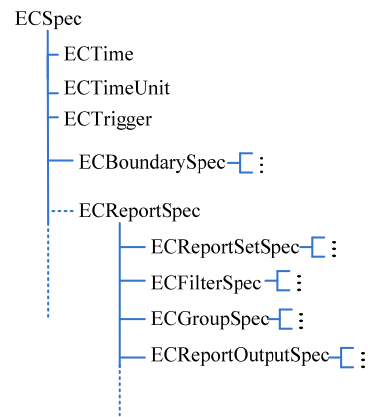 ECSpec
ECTime
ECTimeUnit
ECTrigger
ECBoundarySpec
ECReportSpec
ECReportSetSpec
ECFilterSpec
ECGroupSpec
ECReportOutputSpec